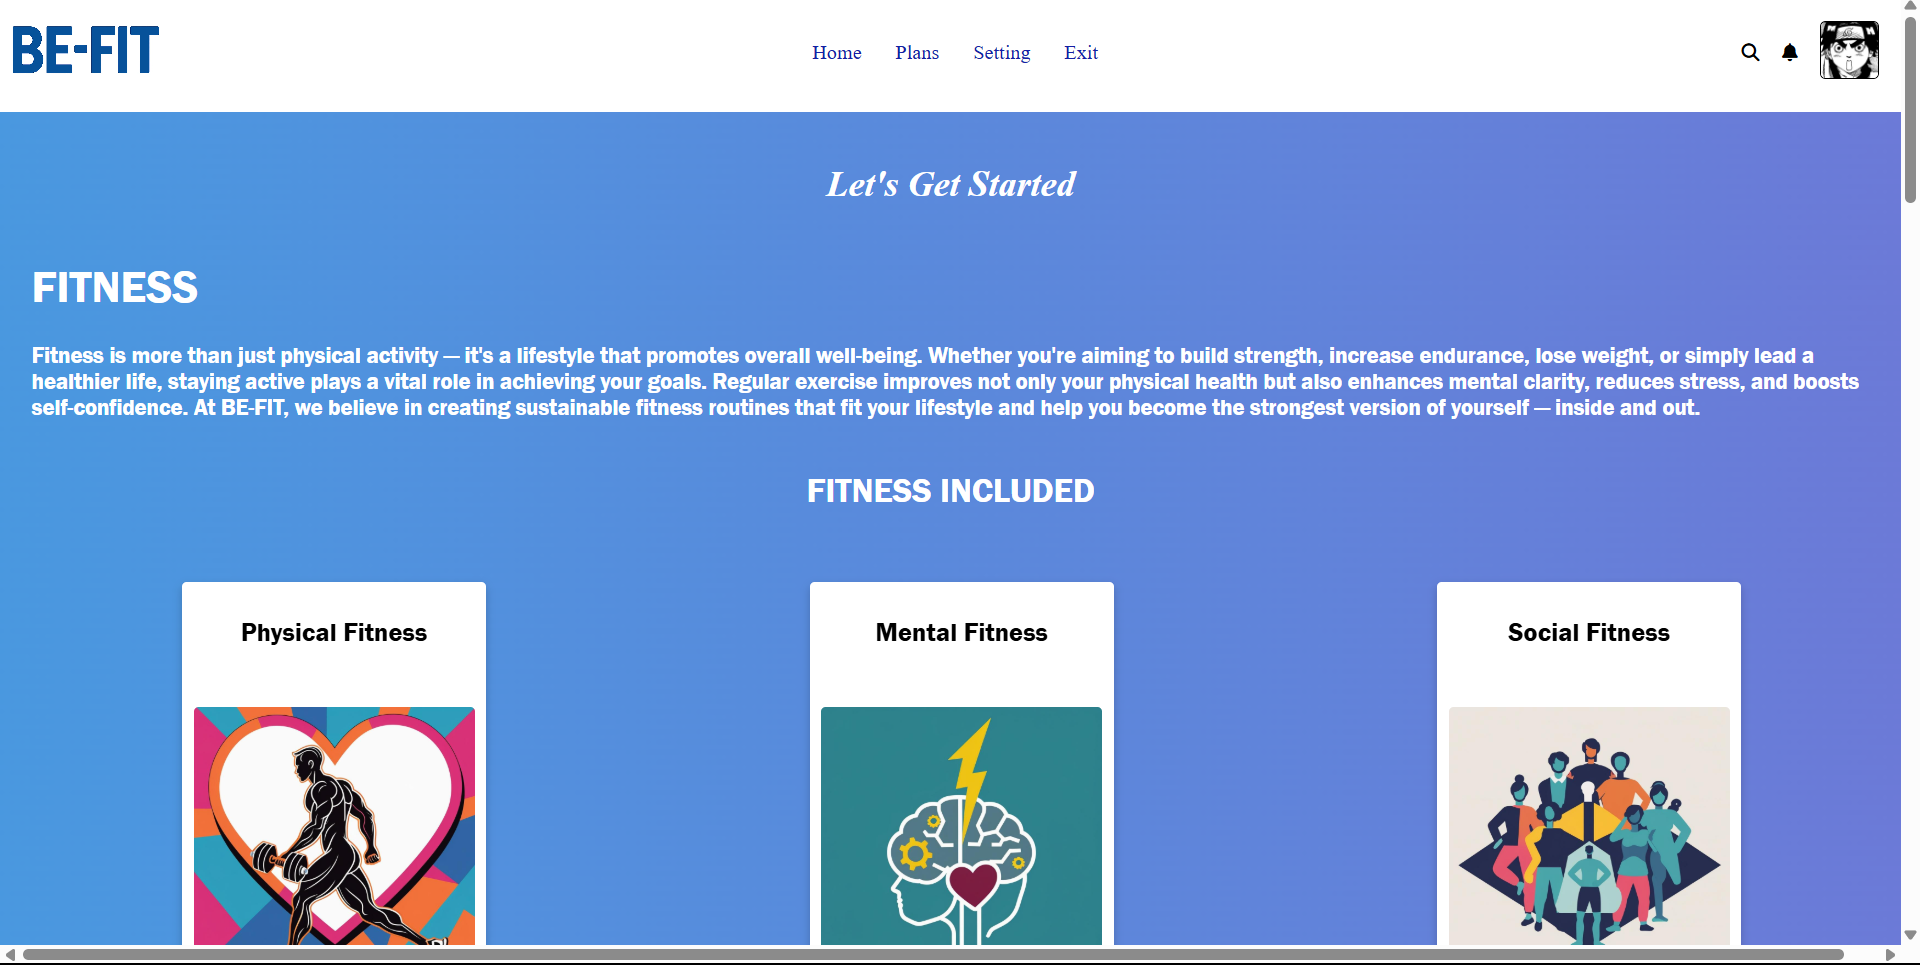 BE-FIT
Home Plans Setting Exit
Let's Get Started
FITNESS
Fitness is more than just physical activity — it's a lifestyle that promotes overall well-being. Whether you're aiming to build strength, increase endurance, lose weight, or simply lead a
healthier life, staying active plays a vital role in achieving your goals. Regular exercise improves not only your physical health but also enhances mental clarity, reduces stress, and boosts
self-confidence. At BE-FIT, we believe in creating sustainable fitness routines that fit your lifestyle and help you become the strongest version of yourself — inside and out.
FITNESS INCLUDED
Physical Fitness
Mental Fitness
Social Fitness